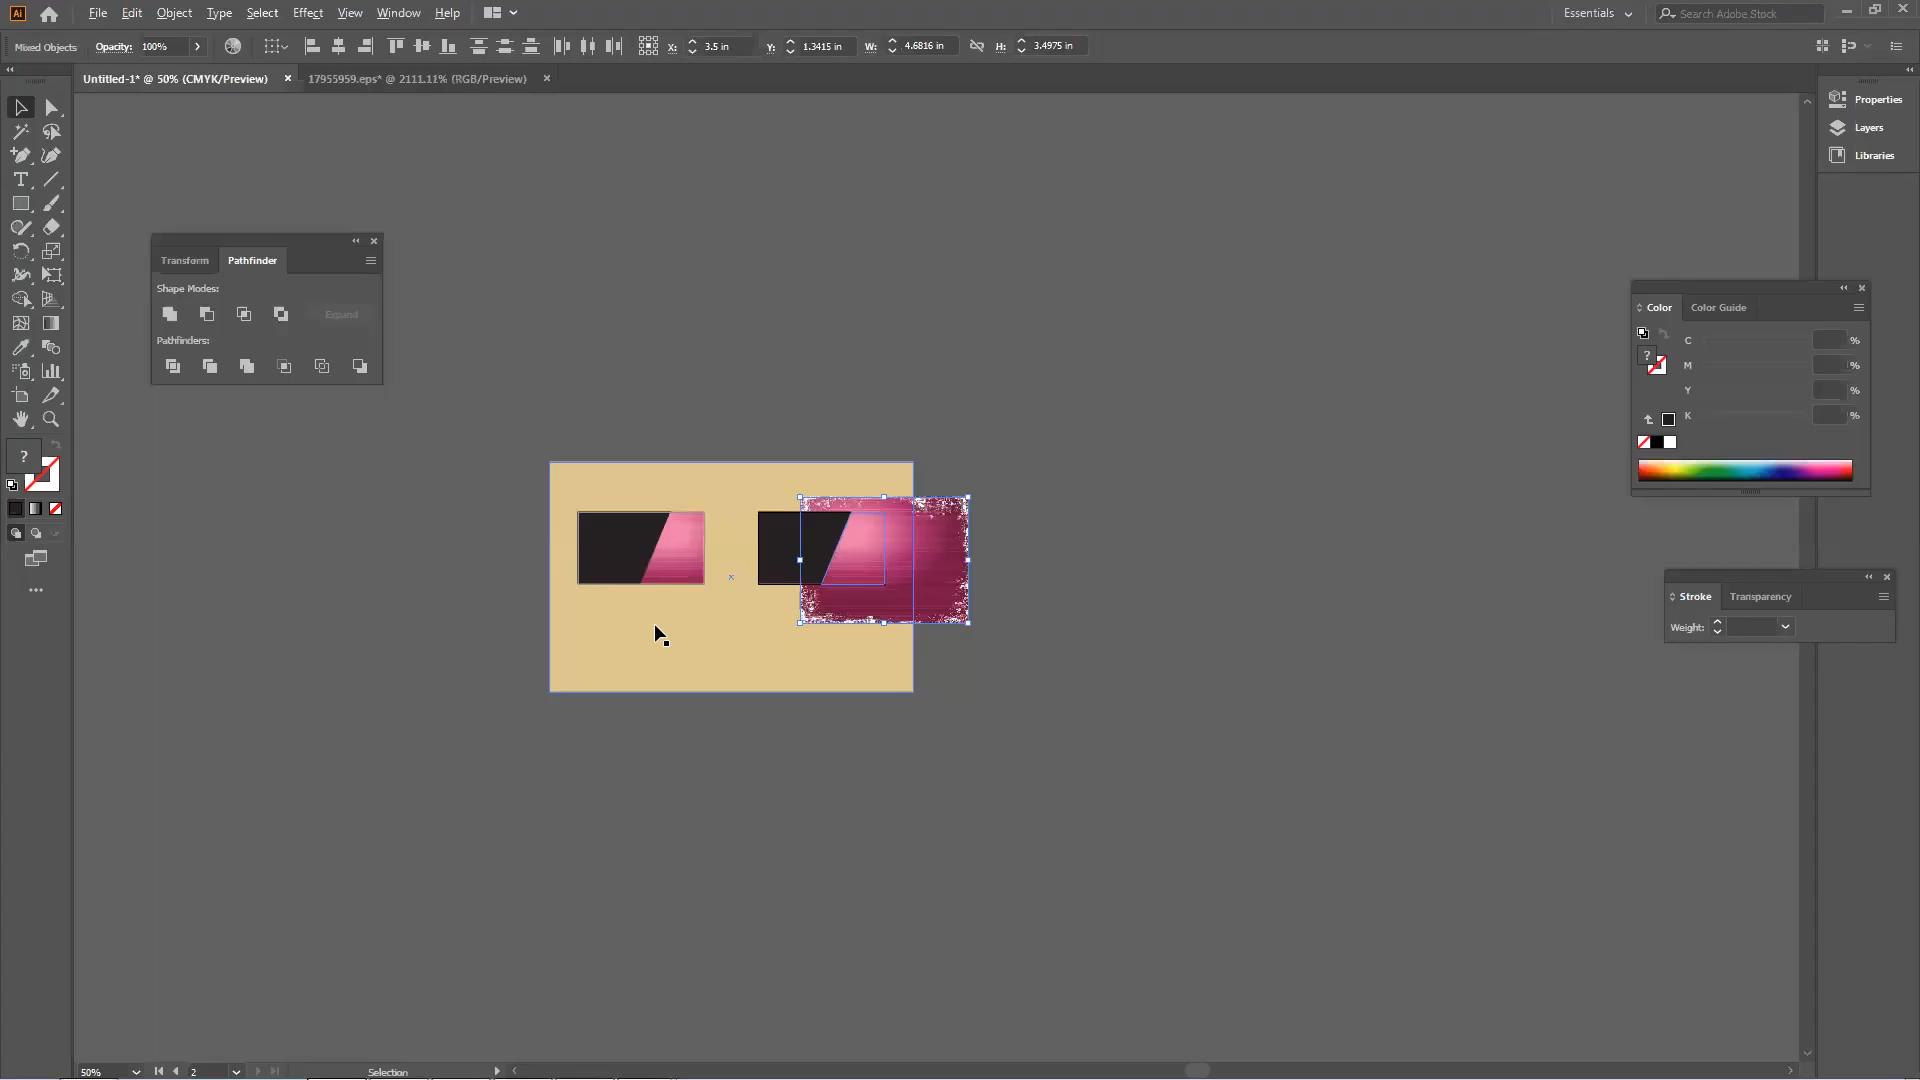 Ai File Edit Object Type Select Effect View Window Help Essentials Search Adobe Stock
Mixed Objects Opacity: 100% X: 3.5 in Y: 1.3415 in W: 4.6816 in H: 3.4975 in
Untitled-1* @ 50% (CMYK/Preview) × 17955959.eps* @ 2111.11% (RGB/Preview) ×
Properties
Layers
Libraries
Transform Pathfinder
Shape Modes:
Expand
Pathfinders:
Color Color Guide
C %
M %
Y %
K %
?
?
Stroke Transparency
Weight:
50% 2 Selection